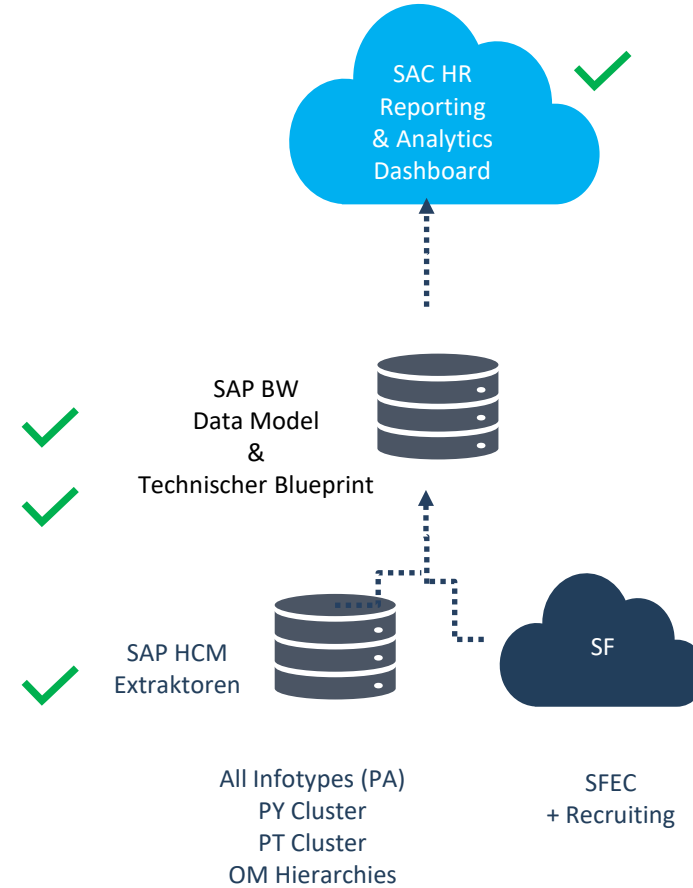 SAC HR
Reporting
& Analytics
Dashboard
SAP BW
Data Model
&
Technischer Blueprint
SAP HCM
Extraktoren
SF
All Infotypes (PA)
PY Cluster
PT Cluster
OM Hierarchies
SFEC
+ Recruiting